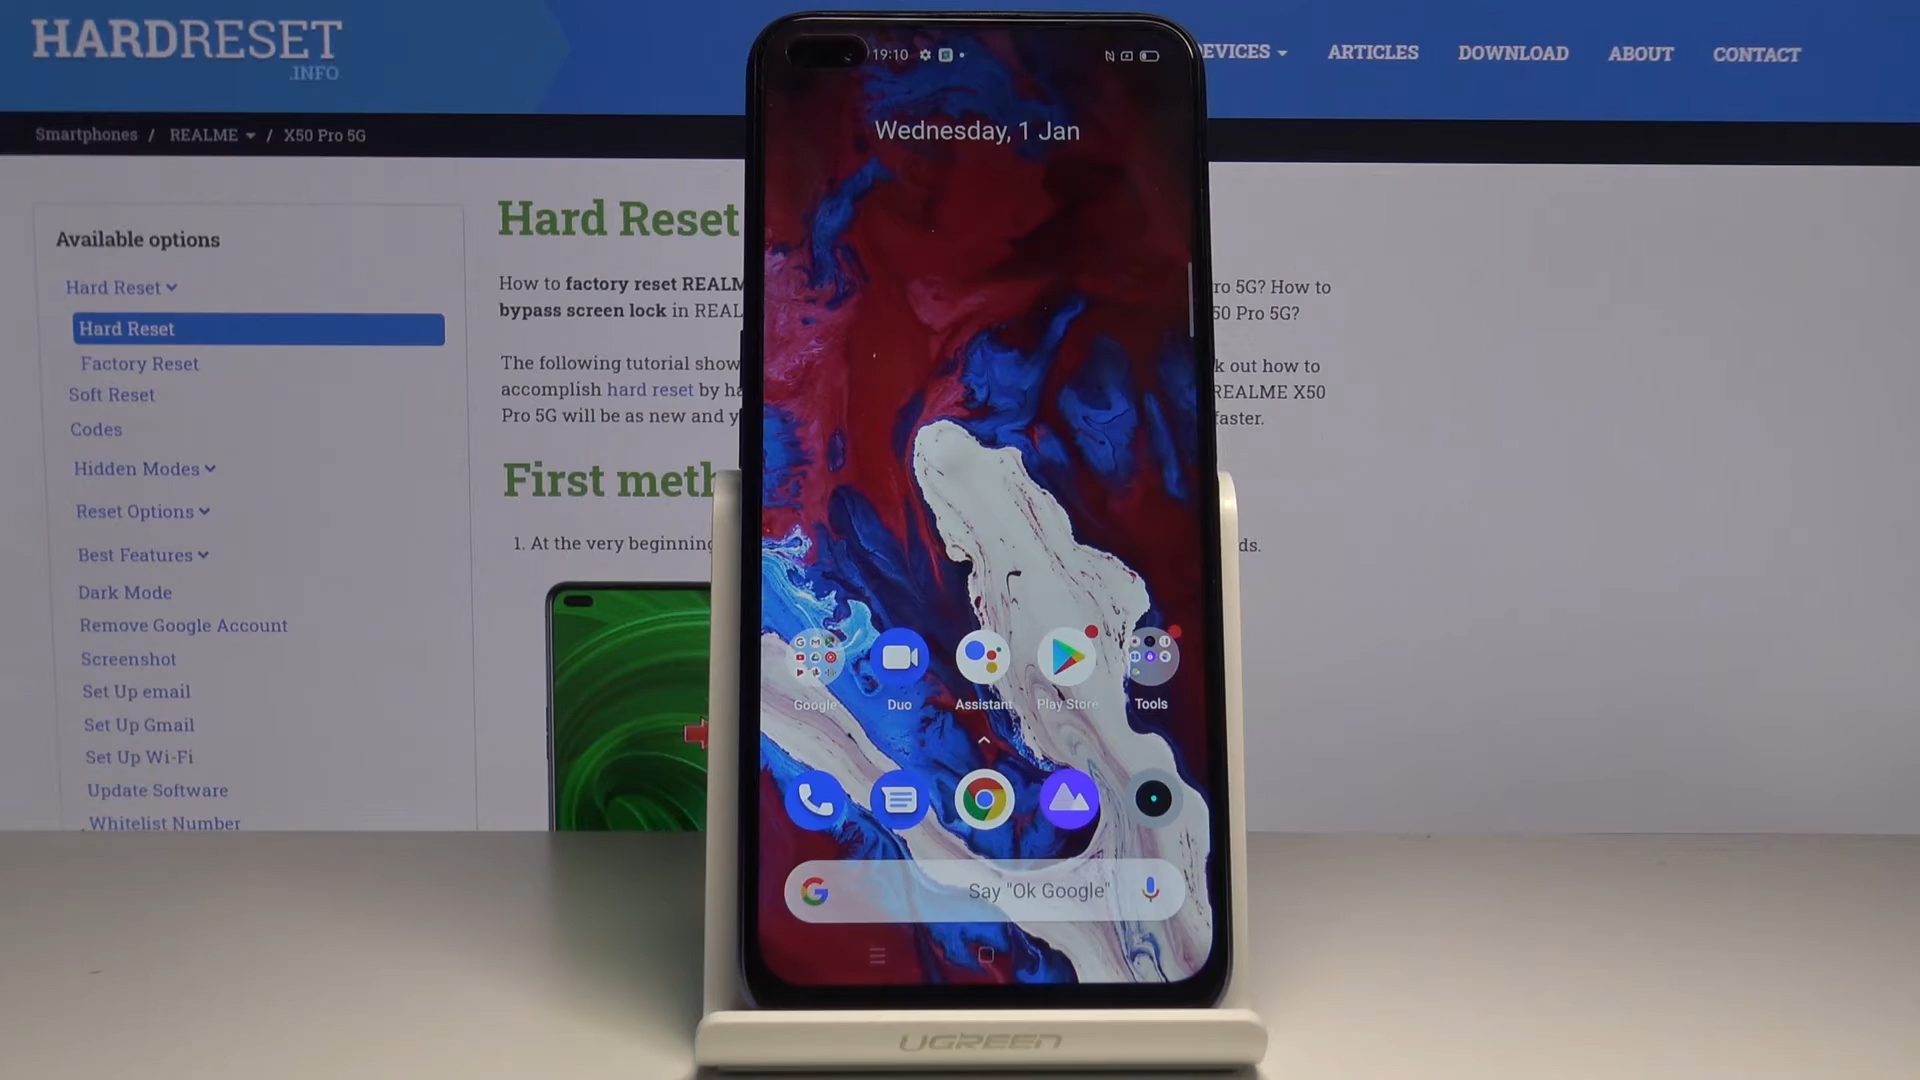 HARDRESET
.INFO
DEVICES
ARTICLES
DOWNLOAD
ABOUT
CONTACT
Smartphones / REALME / X50 Pro 5G
Available options
Hard Reset
Hard Reset
Factory Reset
Soft Reset
Codes
Hidden Modes
Reset Options
Best Features
Dark Mode
Remove Google Account
Screenshot
Set Up email
Set Up Gmail
Set Up Wi-Fi
Update Software
Whitelist Number
Hard Reset
How to factory reset REALM
ro 5G? How to
bypass screen lock in REAL
50 Pro 5G?
The following tutorial show
k out how to
accomplish hard reset by ha
REALME X50
Pro 5G will be as new and y
faster.
First meth
1. At the very beginning
ds.
19:10
Wednesday, 1 Jan
Google
Duo
Assistant
Play Store
Tools
Say "Ok Google"
UGREEN